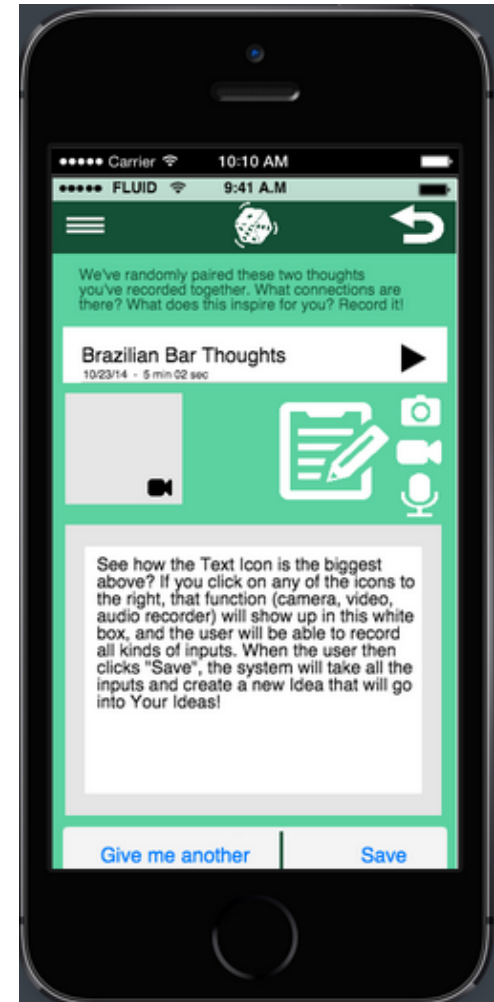 Carrier 10:10 AM
FLUID 9:41 A.M
We've randomly paired these two thoughts
you've recorded together. What connections are
there? What does this inspire for you? Record it!
Brazilian Bar Thoughts
10/23/14 - 5 min 02 sec
See how the Text Icon is the biggest
above? If you click on any of the icons to
the right, that function (camera, video,
audio recorder) will show up in this white
box, and the user will be able to record
all kinds of inputs. When the user then
clicks "Save", the system will take all the
inputs and create a new Idea that will go
into Your Ideas!
Give me another Save